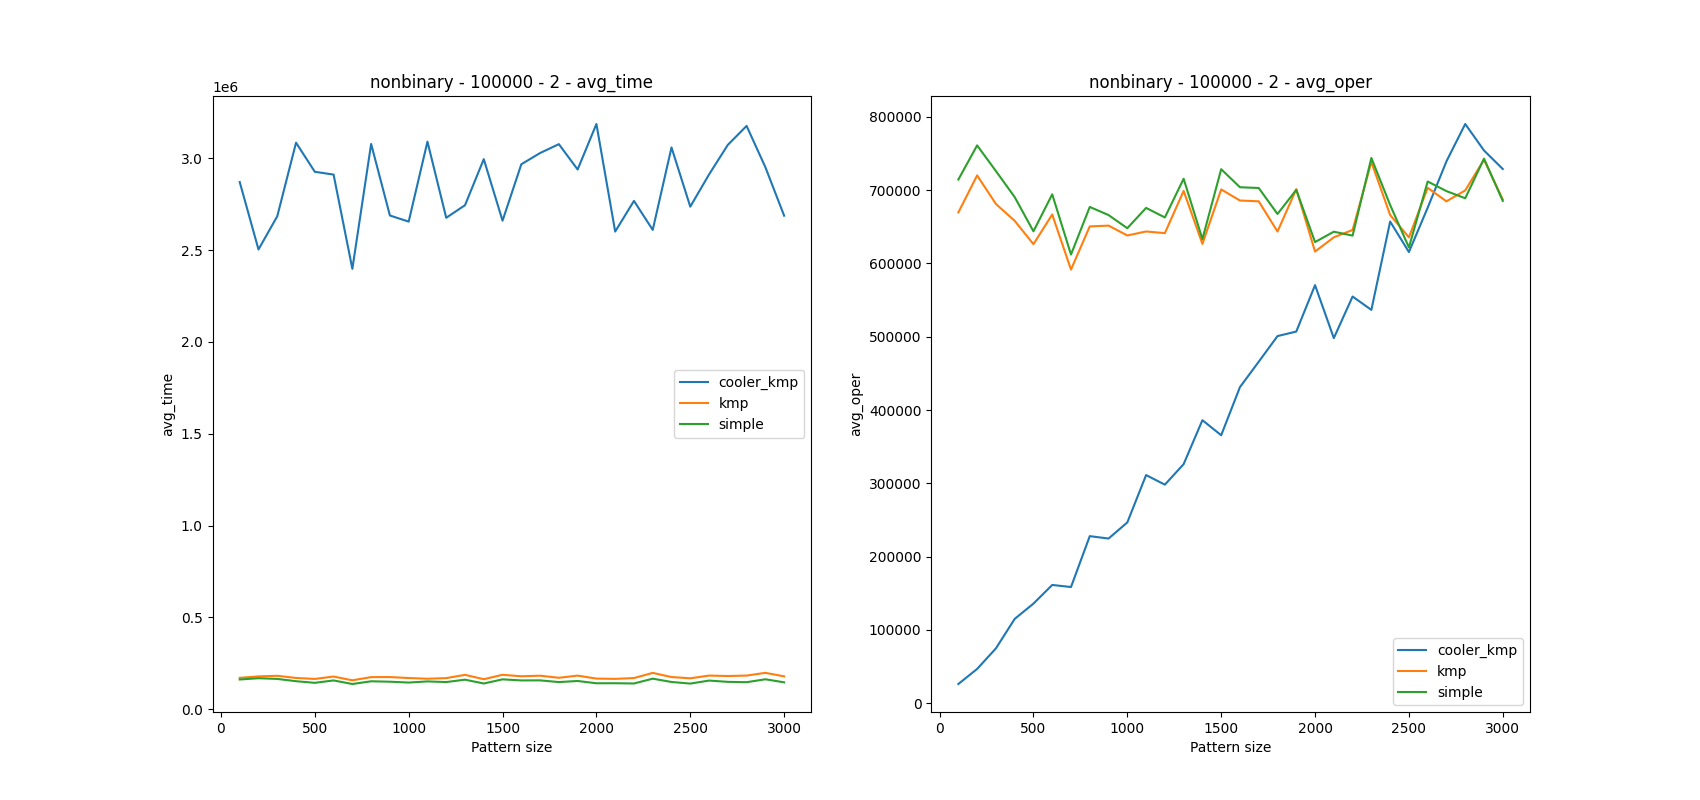 nonbinary - 100000 - 2 - avg_time
1e6
3.0
2.5
2.0
1.5
1.0
0.5
0.0
avg_time
cooler_kmp
kmp
simple
0 500 1000 1500 2000 2500 3000
Pattern size
nonbinary - 100000 - 2 - avg_oper
800000
700000
600000
500000
400000
300000
200000
100000
0
avg_oper
cooler_kmp
kmp
simple
0 500 1000 1500 2000 2500 3000
Pattern size